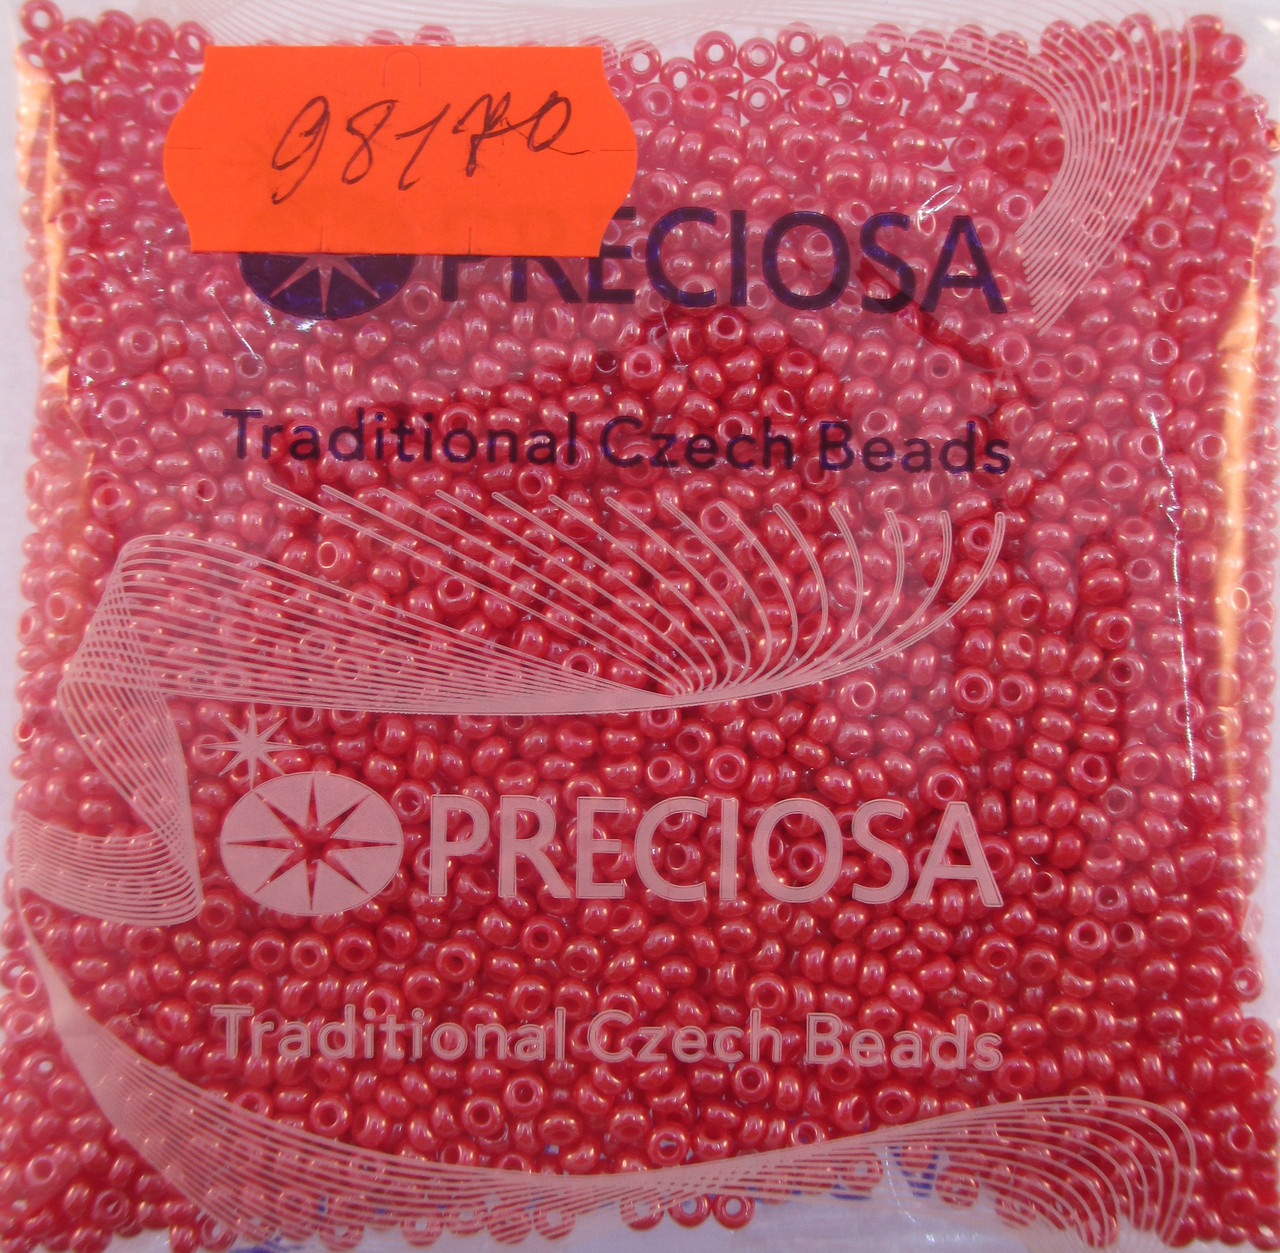 98170
PRECIOSA
Traditional Czech Beads
PRECIOSA
Traditional Czech Beads